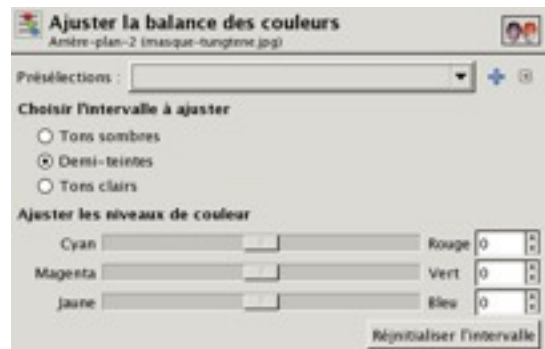 Ajuster la balance des couleurs
Arrière-plan-2 (masque-tungtene.jpg)
Présélections :
Choisir l'intervalle à ajuster
Tons sombres
Demi-teintes
Tons clairs
Ajuster les niveaux de couleur
Cyan Rouge 0
Magenta Vert 0
Jaune Bleu 0
Réinitialiser l'intervalle